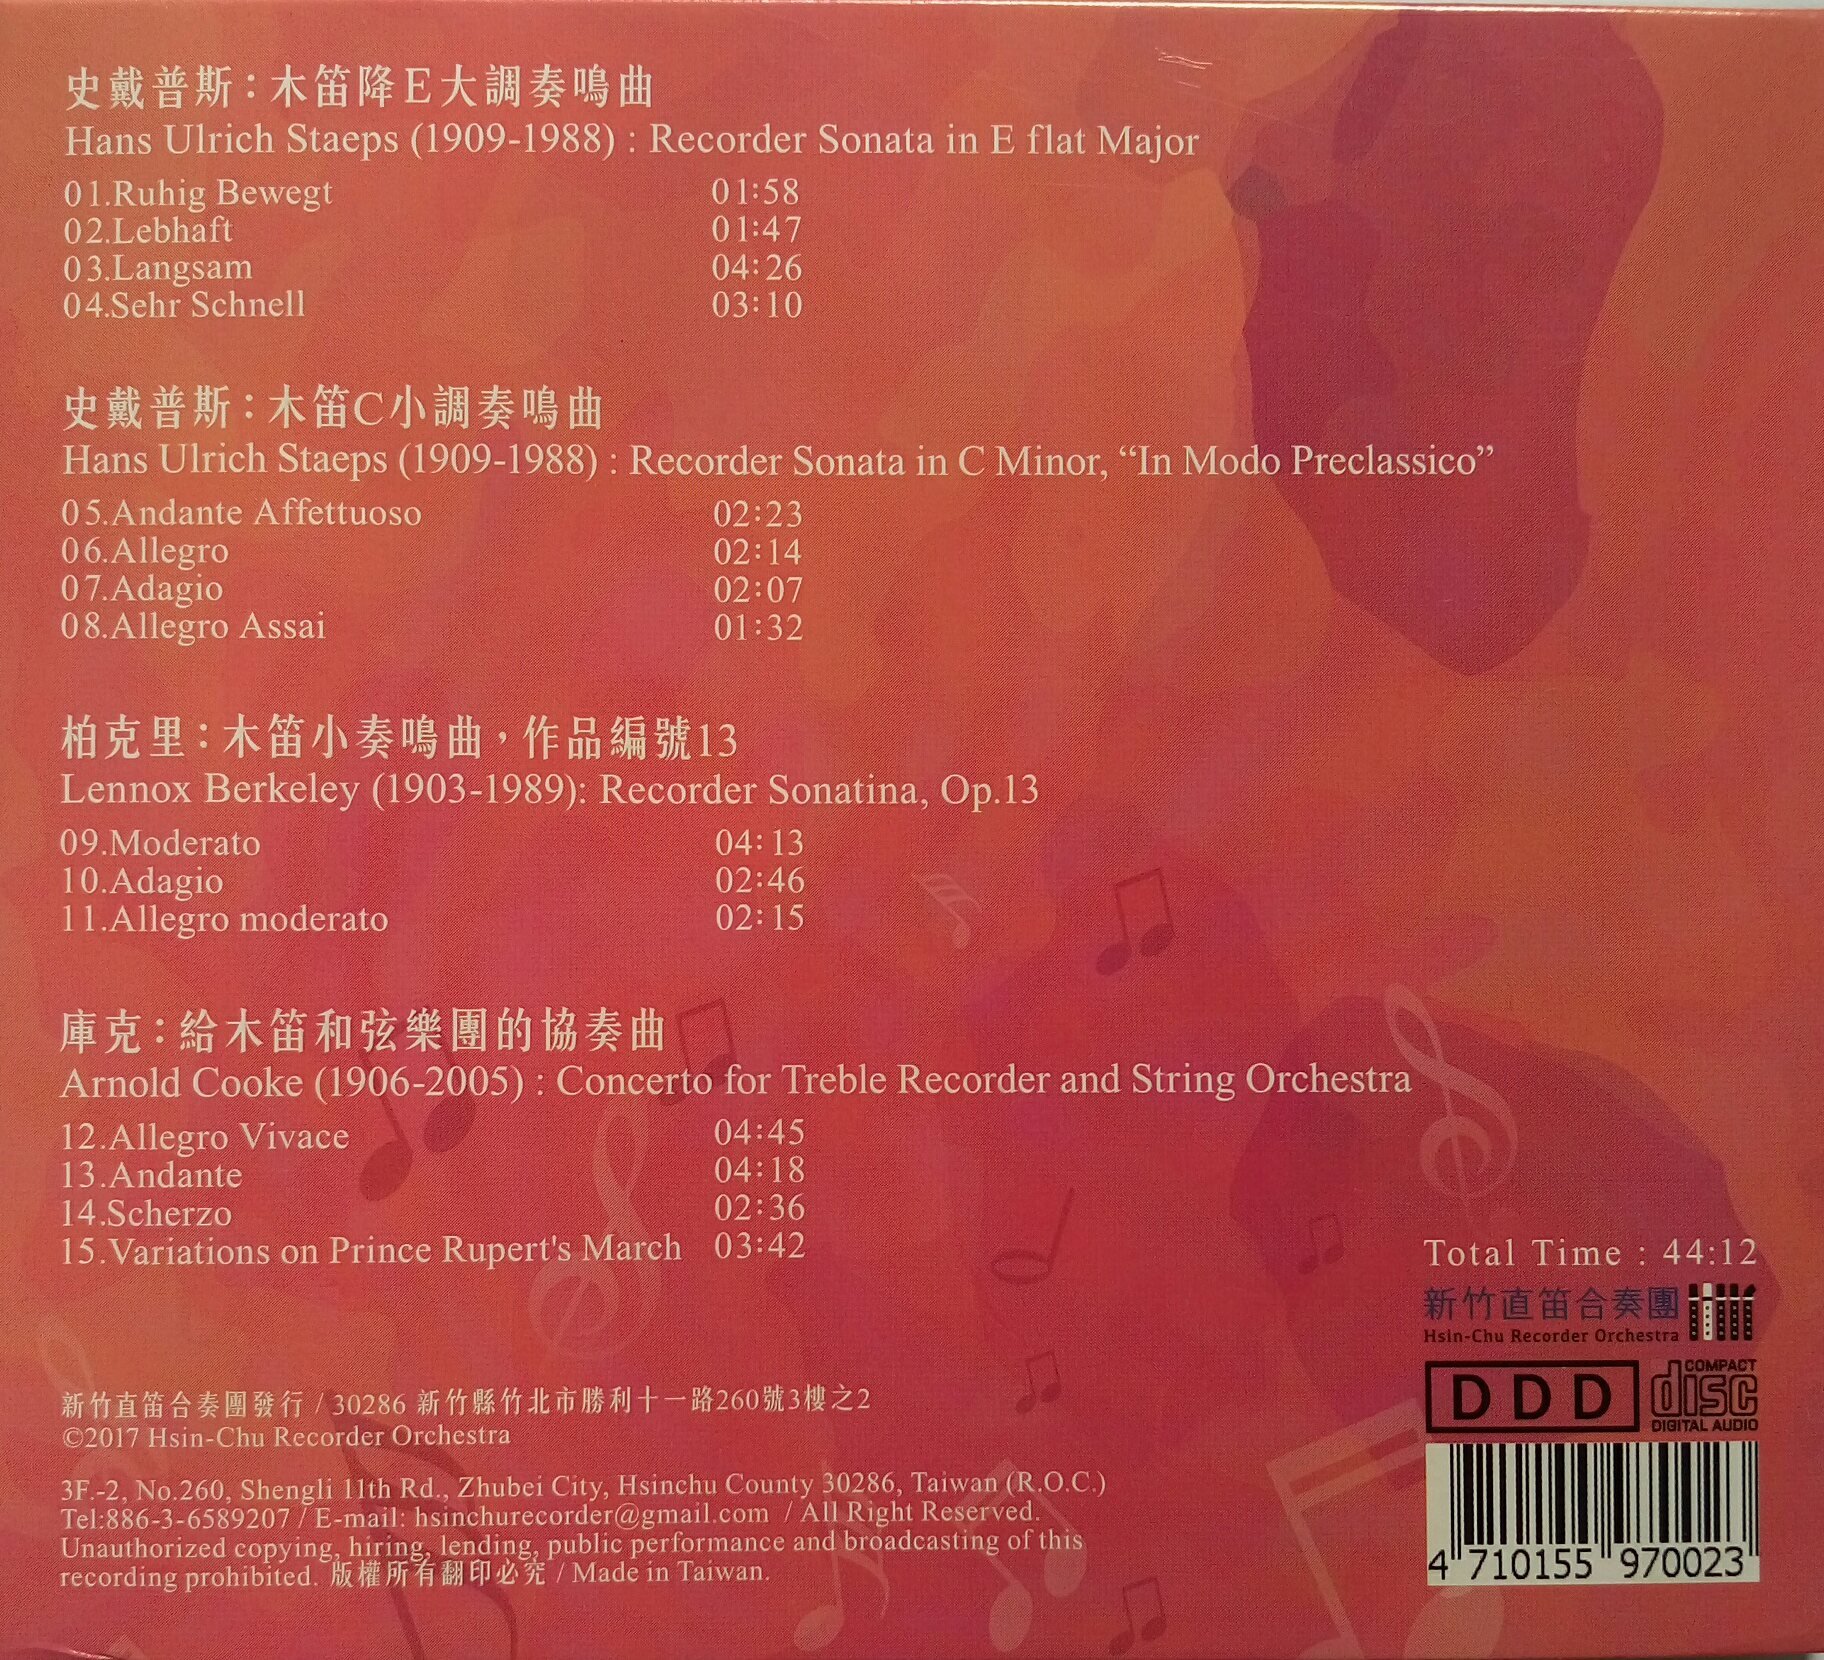 史戴普斯：木笛降E大調奏鳴曲
Hans Ulrich Staeps (1909-1988) : Recorder Sonata in E flat Major
01.Ruhig Bewegt 01:58
02.Lebhaft 01:47
03.Langsam 04:26
04.Sehr Schnell 03:10
史戴普斯：木笛C小調奏鳴曲
Hans Ulrich Staeps (1909-1988) : Recorder Sonata in C Minor, “In Modo Preclassico”
05.Andante Affettuoso 02:23
06.Allegro 02:14
07.Adagio 02:07
08.Allegro Assai 01:32
柏克里：木笛小奏鳴曲，作品編號13
Lennox Berkeley (1903-1989): Recorder Sonatina, Op.13
09.Moderato 04:13
10.Adagio 02:46
11.Allegro moderato 02:15
庫克：給木笛和弦樂團的協奏曲
Arnold Cooke (1906-2005) : Concerto for Treble Recorder and String Orchestra
12.Allegro Vivace 04:45
13.Andante 04:18
14.Scherzo 02:36
15.Variations on Prince Rupert's March 03:42
Total Time : 44:12
新竹直笛合奏團
Hsin-Chu Recorder Orchestra
DDD
COMPACT
disc
DIGITAL AUDIO
4 710155 970023
新竹直笛合奏團發行 / 30286 新竹縣竹北市勝利十一路260號3樓之2
©2017 Hsin-Chu Recorder Orchestra
3F.-2, No.260, Shengli 11th Rd., Zhubei City, Hsinchu County 30286, Taiwan (R.O.C.)
Tel:886-3-6589207 / E-mail: hsinchurecorder@gmail.com / All Right Reserved.
Unauthorized copying, hiring, lending, public performance and broadcasting of this
recording prohibited. 版權所有翻印必究 / Made in Taiwan.